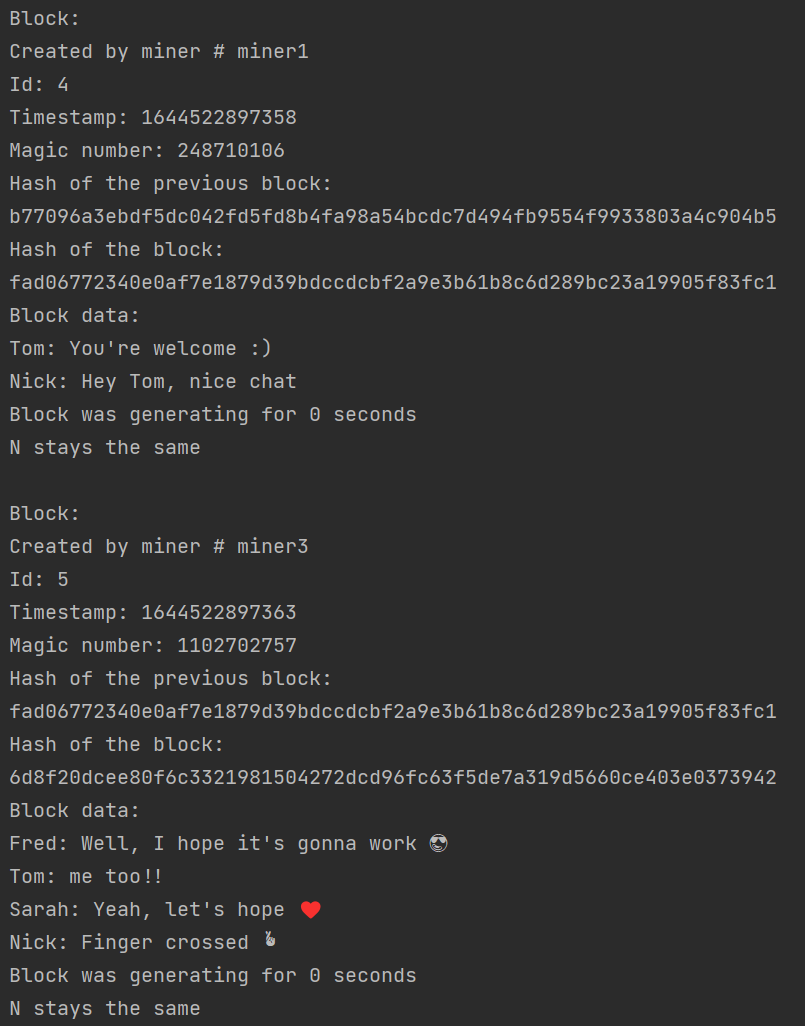 Block:
Created by miner # miner1
Id: 4
Timestamp: 1644522897358
Magic number: 248710106
Hash of the previous block:
b77096a3ebdf5dc042fd5fd8b4fa98a54bcdc7d494fb9554f9933803a4c904b5
Hash of the block:
fad06772340e0af7e1879d39bdccdcbf2a9e3b61b8c6d289bc23a19905f83fc1
Block data:
Tom: You're welcome :)
Nick: Hey Tom, nice chat
Block was generating for 0 seconds
N stays the same

Block:
Created by miner # miner3
Id: 5
Timestamp: 1644522897363
Magic number: 1102702757
Hash of the previous block:
fad06772340e0af7e1879d39bdccdcbf2a9e3b61b8c6d289bc23a19905f83fc1
Hash of the block:
6d8f20dcee80f6c3321981504272dcd96fc63f5de7a319d5660ce403e0373942
Block data:
Fred: Well, I hope it's gonna work 😎
Tom: me too!!
Sarah: Yeah, let's hope ❤
Nick: Finger crossed 🤞
Block was generating for 0 seconds
N stays the same